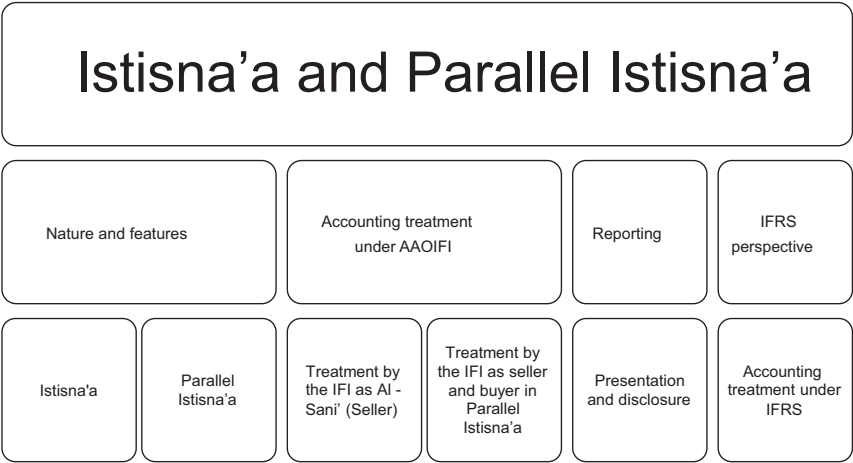 Istisna’a and Parallel Istisna’a
Nature and features
Accounting treatment
under AAOIFI
Reporting
IFRS
perspective
Istisna'a
Parallel
Istisna’a
Treatment by
the IFI as Al -
Sani’ (Seller)
Treatment by
the IFI as seller
and buyer in
Parallel
Istisna’a
Presentation
and disclosure
Accounting
treatment under
IFRS